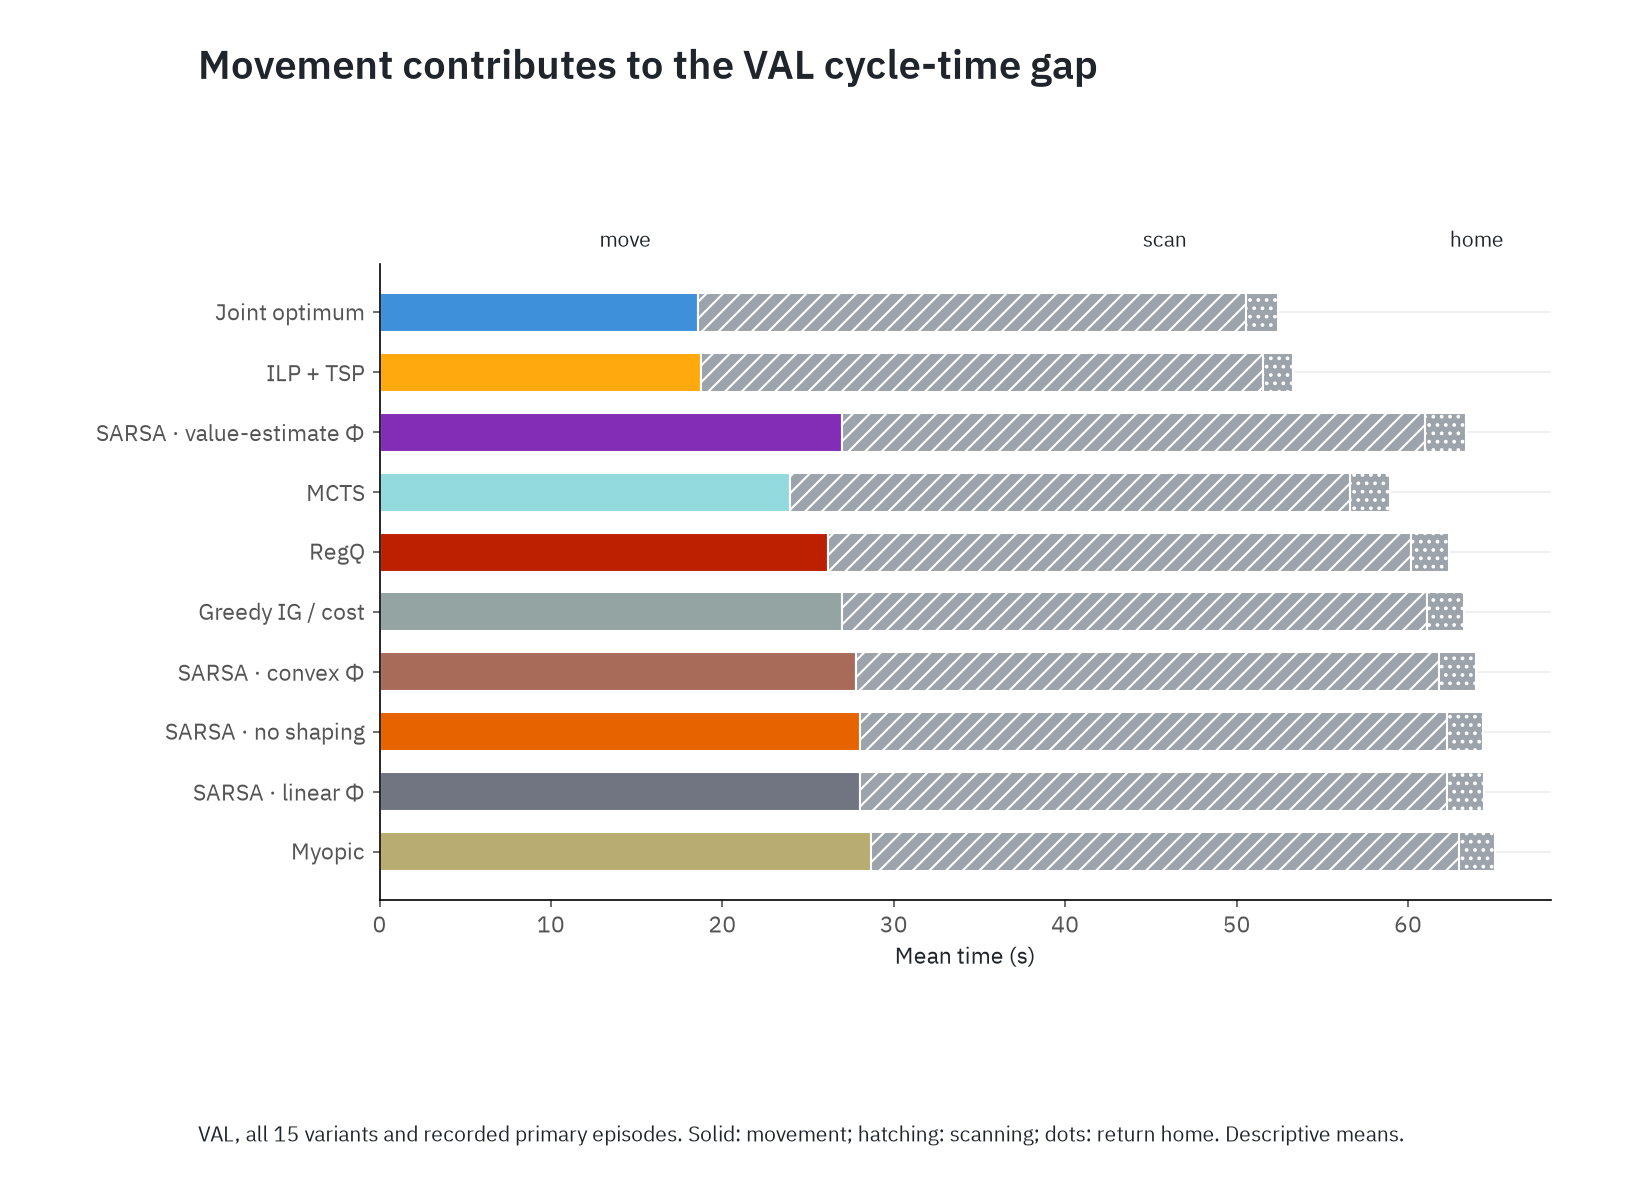 Movement contributes to the VAL cycle-time gap
move scan home
Joint optimum
ILP + TSP
SARSA · value-estimate Φ
MCTS
RegQ
Greedy IG / cost
SARSA · convex Φ
SARSA · no shaping
SARSA · linear Φ
Myopic
0 10 20 30 40 50 60
Mean time (s)
VAL, all 15 variants and recorded primary episodes. Solid: movement; hatching: scanning; dots: return home. Descriptive means.